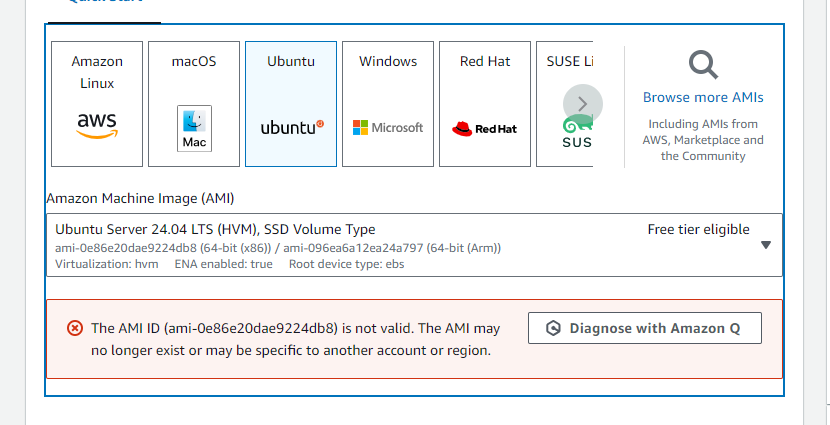 Quick Start
Amazon Linux
aws
macOS
Mac
Ubuntu
ubuntu
Windows
Microsoft
Red Hat
Red Hat
SUSE Li
SUS
Browse more AMIs
Including AMIs from
AWS, Marketplace and
the Community
Amazon Machine Image (AMI)
Ubuntu Server 24.04 LTS (HVM), SSD Volume Type
Free tier eligible
ami-0e86e20dae9224db8 (64-bit (x86)) / ami-096ea6a12ea24a797 (64-bit (Arm))
Virtualization: hvm ENA enabled: true Root device type: ebs
The AMI ID (ami-0e86e20dae9224db8) is not valid. The AMI may
no longer exist or may be specific to another account or region.
Diagnose with Amazon Q